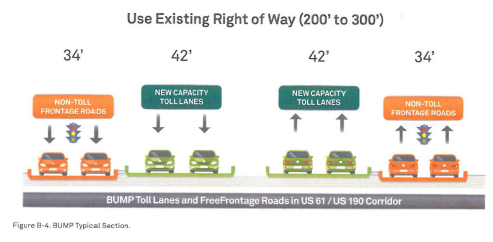 Use Existing Right of Way (200' to 300')
34'
42'
42'
34'
NON-TOLL
FRONTAGE ROADS
NEW CAPACITY
TOLL LANES
NEW CAPACITY
TOLL LANES
NON-TOLL
FRONTAGE ROADS
BUMP Toll Lanes and FreeFrontage Roads in US 61 / US 190 Corridor
Figure B-4. BUMP Typical Section.